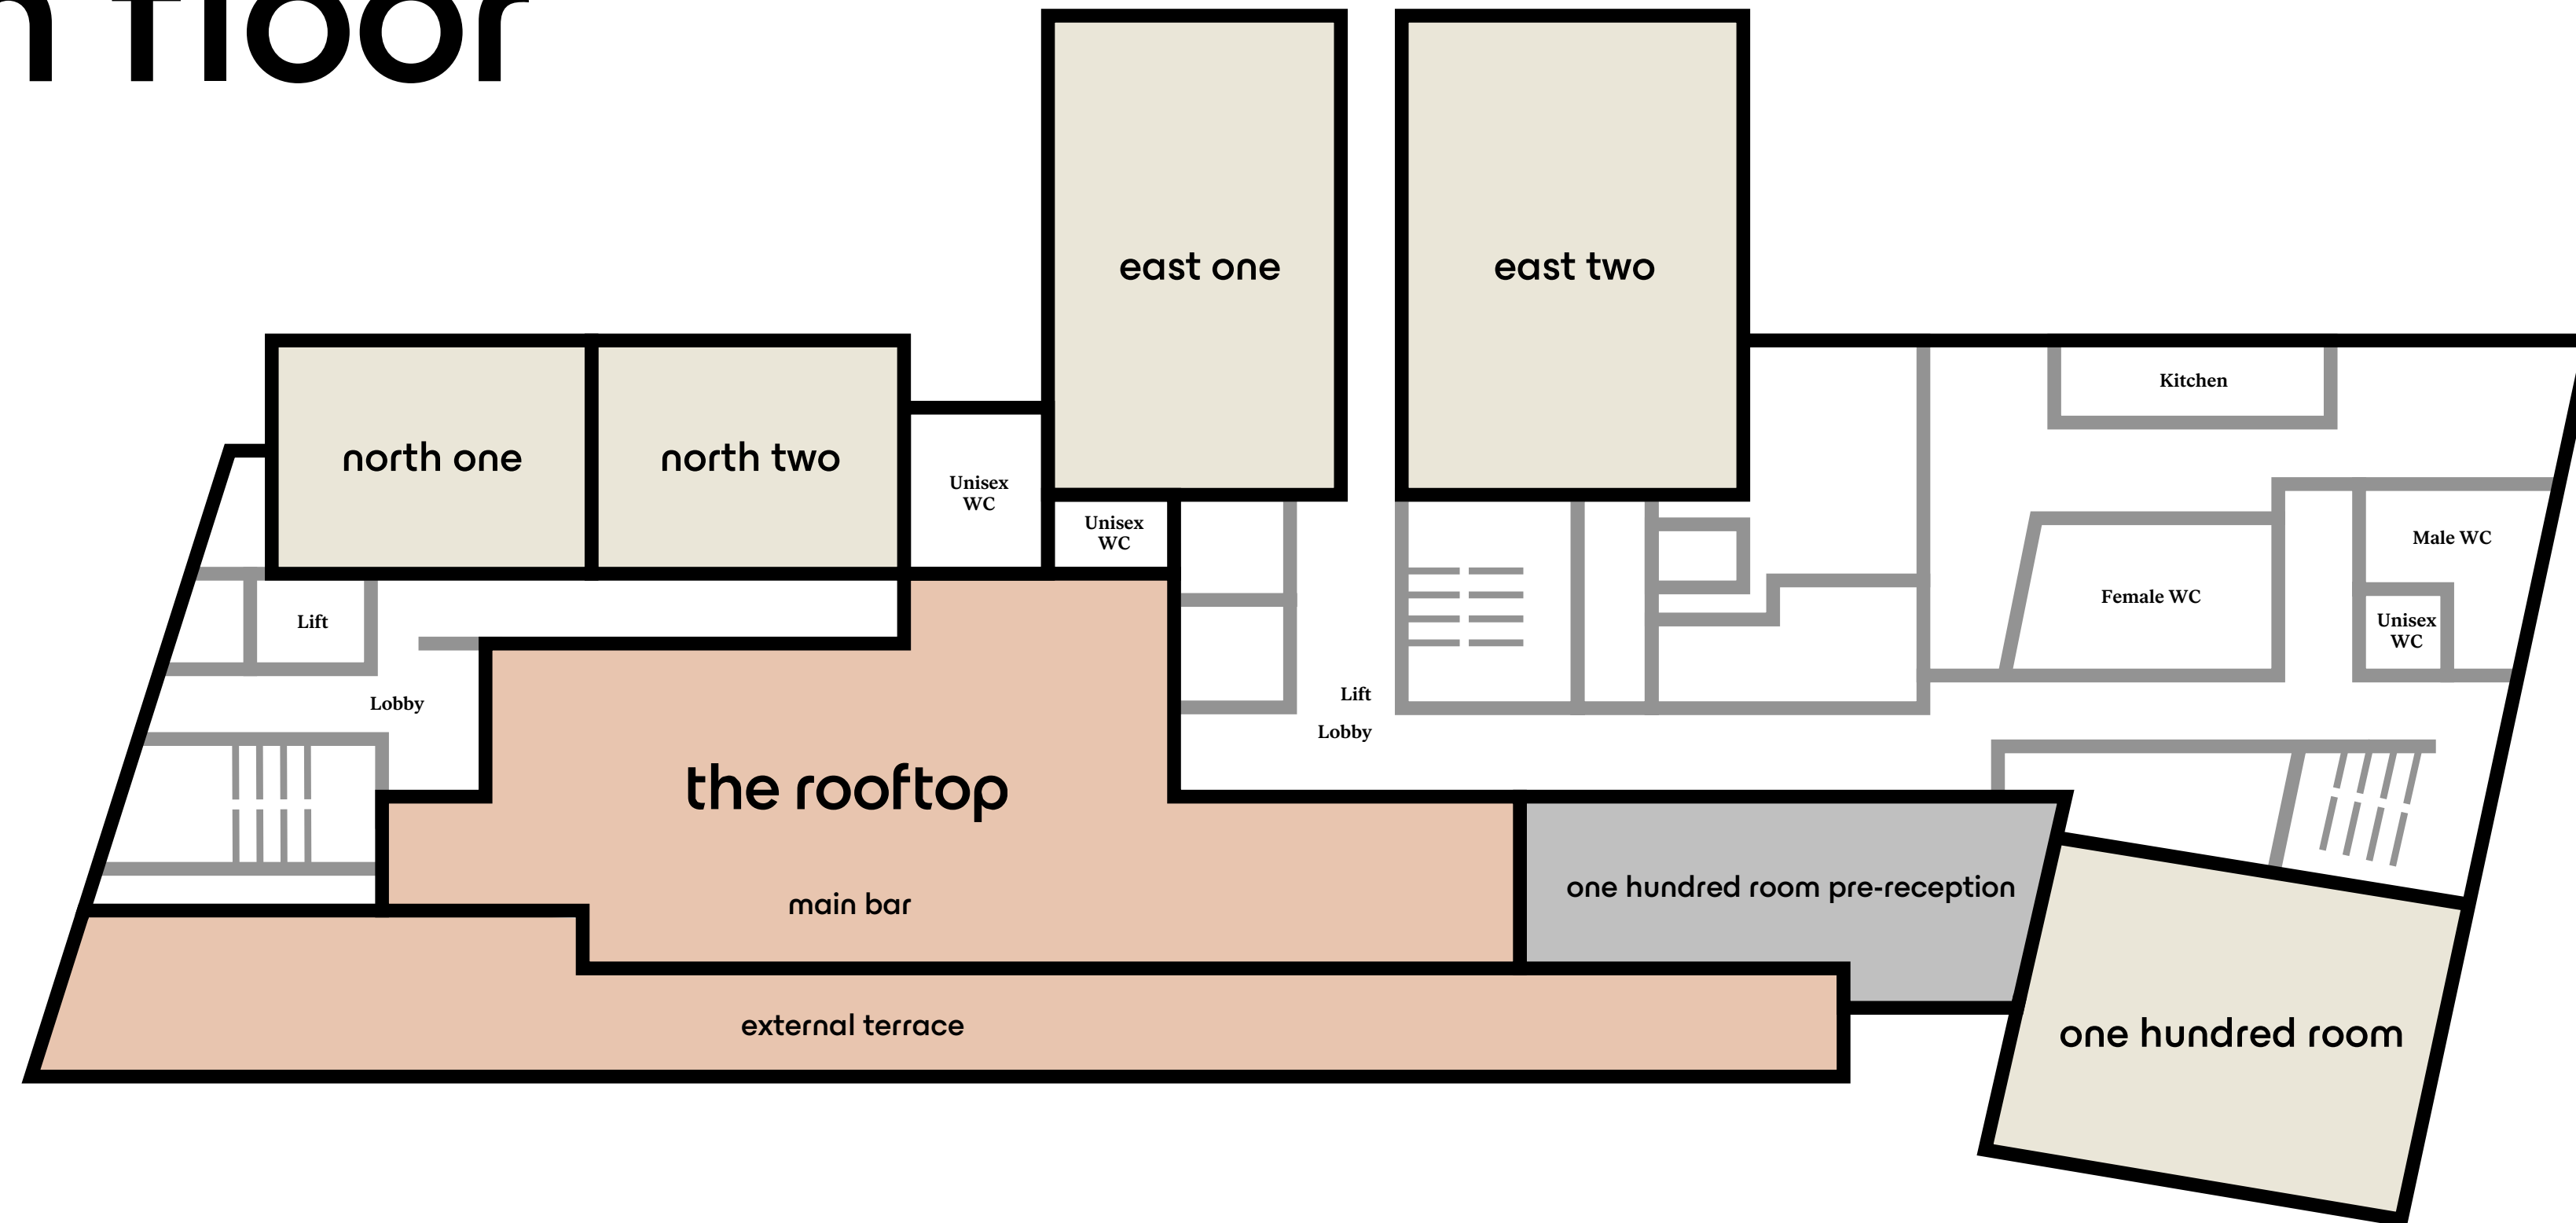 floor
east one
east two
Kitchen
north one
north two
Unisex
WC
Unisex
WC
Male WC
Female WC
Unisex
WC
Lift
Lobby
Lift
Lobby
the rooftop
main bar
one hundred room pre-reception
external terrace
one hundred room